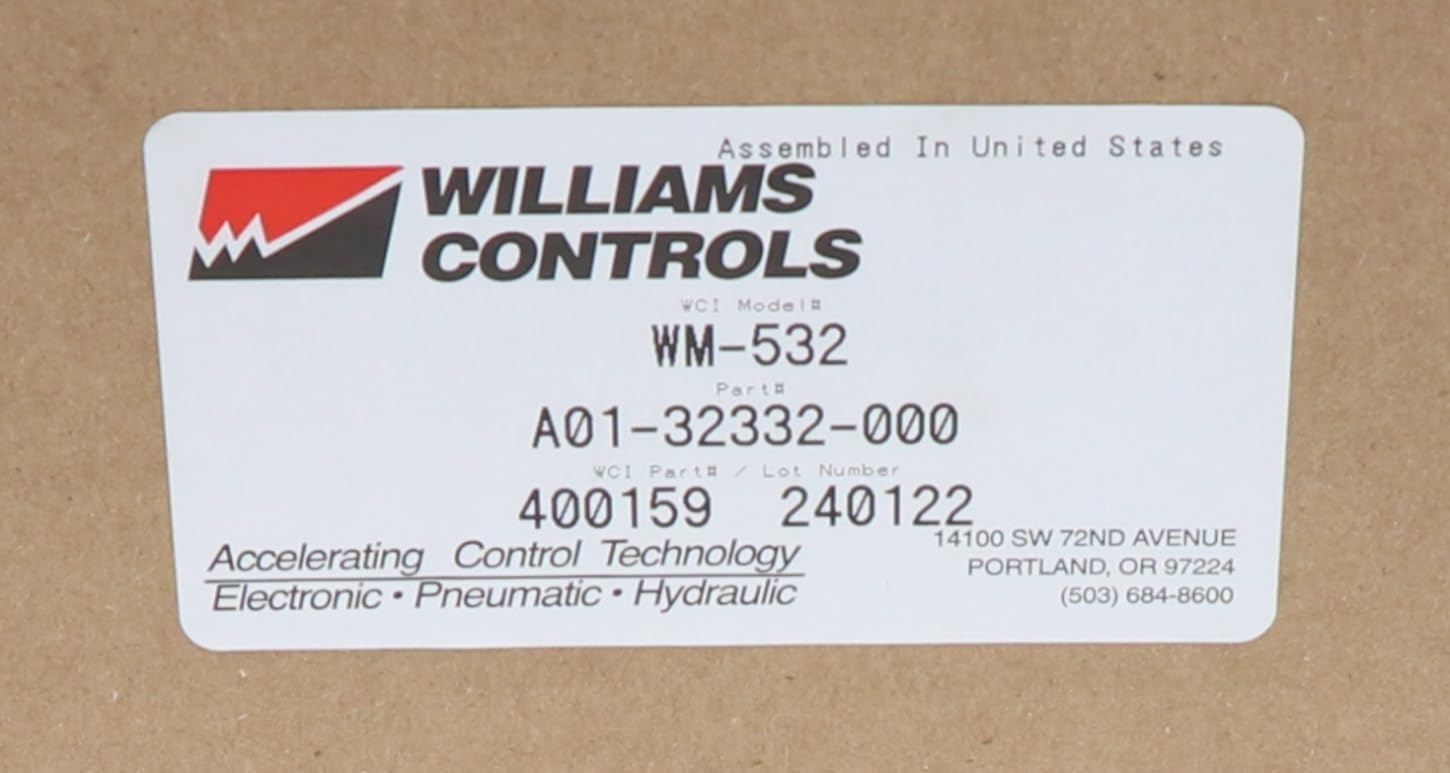 Assembled In United States
WILLIAMS
CONTROLS
WCI Model#
WM-532
Part#
A01-32332-000
WCI Part# / Lot Number
400159 240122
Accelerating Control Technology
Electronic • Pneumatic • Hydraulic
14100 SW 72ND AVENUE
PORTLAND, OR 97224
(503) 684-8600